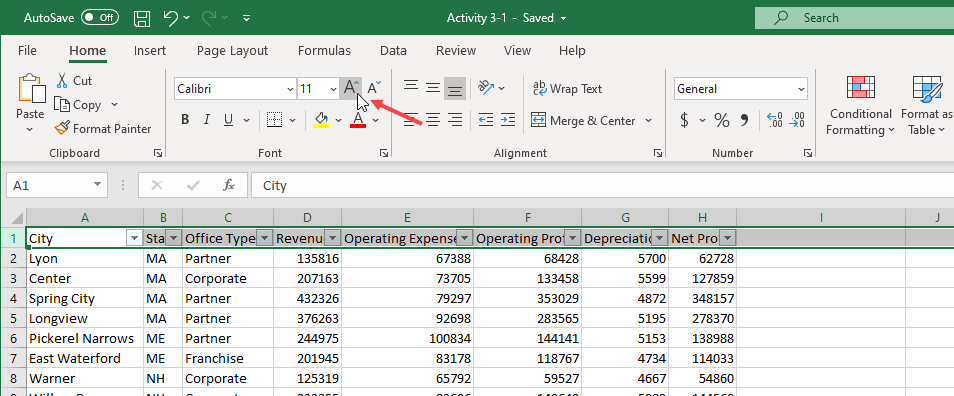 AutoSave Off Activity 3-1 - Saved Search
File Home Insert Page Layout Formulas Data Review View Help
Paste
Cut
Copy
Format Painter
Clipboard
Calibri 11 A A
B I U A
Font
ab Wrap Text
Merge & Center
Alignment
General
$ % , .00 .00
Number
Conditional Formatting
Format as Table
A1 fx City
A B C D E F G H I J
1 City Sta Office Type Revenu Operating Expense Operating Prof Depreciatio Net Prof
2 Lyon MA Partner 135816 67388 68428 5700 62728
3 Center MA Corporate 207163 73705 133458 5599 127859
4 Spring City MA Partner 432326 79297 353029 4872 348157
5 Longview MA Partner 376263 92698 283565 5195 278370
6 Pickerel Narrows ME Partner 244975 100834 144141 5153 138988
7 East Waterford ME Franchise 201945 83178 118767 4734 114033
8 Warner NH Corporate 125319 65792 59527 4667 54860